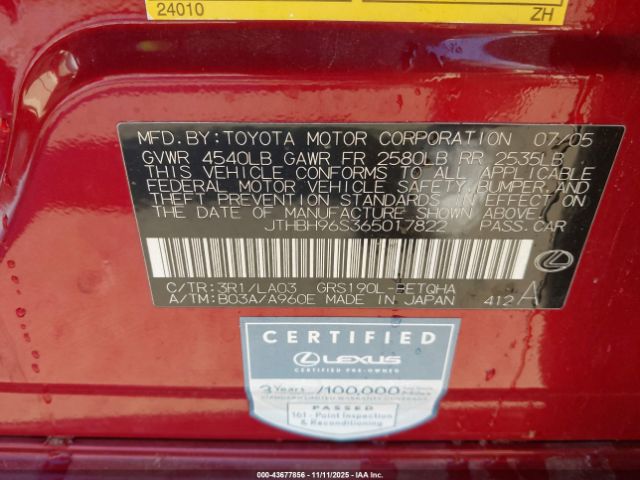 24010 ZH
MFD.BY:TOYOTA MOTOR CORPORATION 07/05
GVWR 4540LB GAWR FR 2580LB RR 2535LB
THIS VEHICLE CONFORMS TO ALL APPLICABLE
FEDERAL MOTOR VEHICLE SAFETY,BUMPER,AND
THEFT PREVENTION STANDARDS IN EFFECT ON
THE DATE OF MANUFACTURE SHOWN ABOVE.
JTHBH96S365017822 PASS.CAR
C/TR:3R1/LA03 GRS190L-BETQHA
A/TM:B03A/A960E MADE IN JAPAN 412 A
CERTIFIED
LEXUS
CERTIFIED PRE-OWNED
3 Years /100,000
STANDARD LIMITED WARRANTY COVERAGE
PASSED
161 - Point Inspection
& Reconditioning
000-43677856 - 11/11/2025 - IAA Inc.